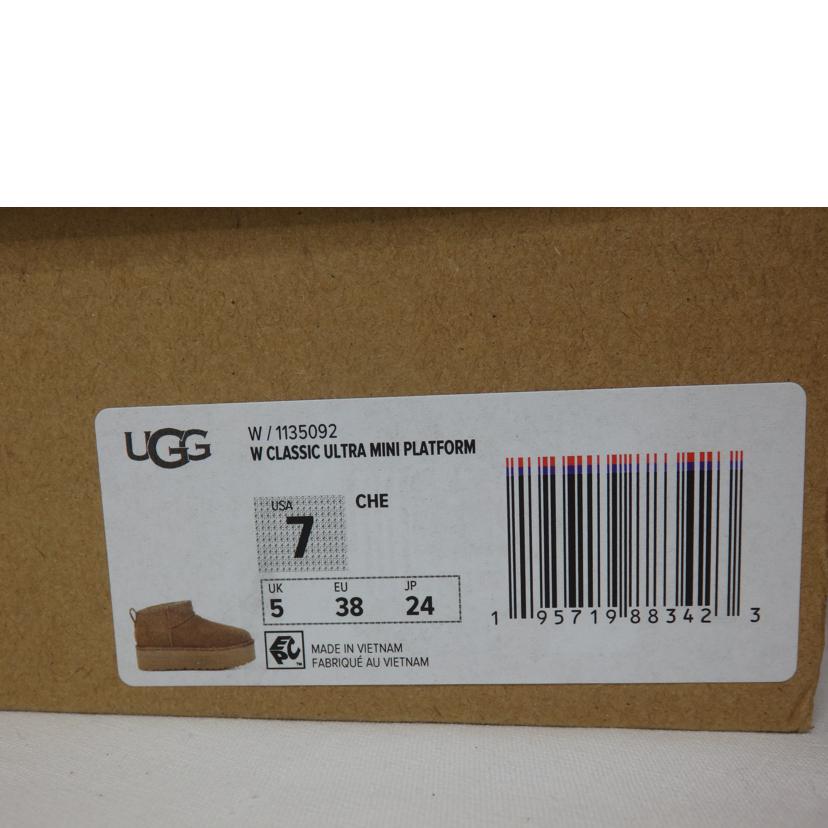 UGG
W / 1135092
W CLASSIC ULTRA MINI PLATFORM
USA
7
CHE
UK EU JP
5 38 24
MADE IN VIETNAM
FABRIQUÉ AU VIETNAM
1 95719 88342 3
EPC™